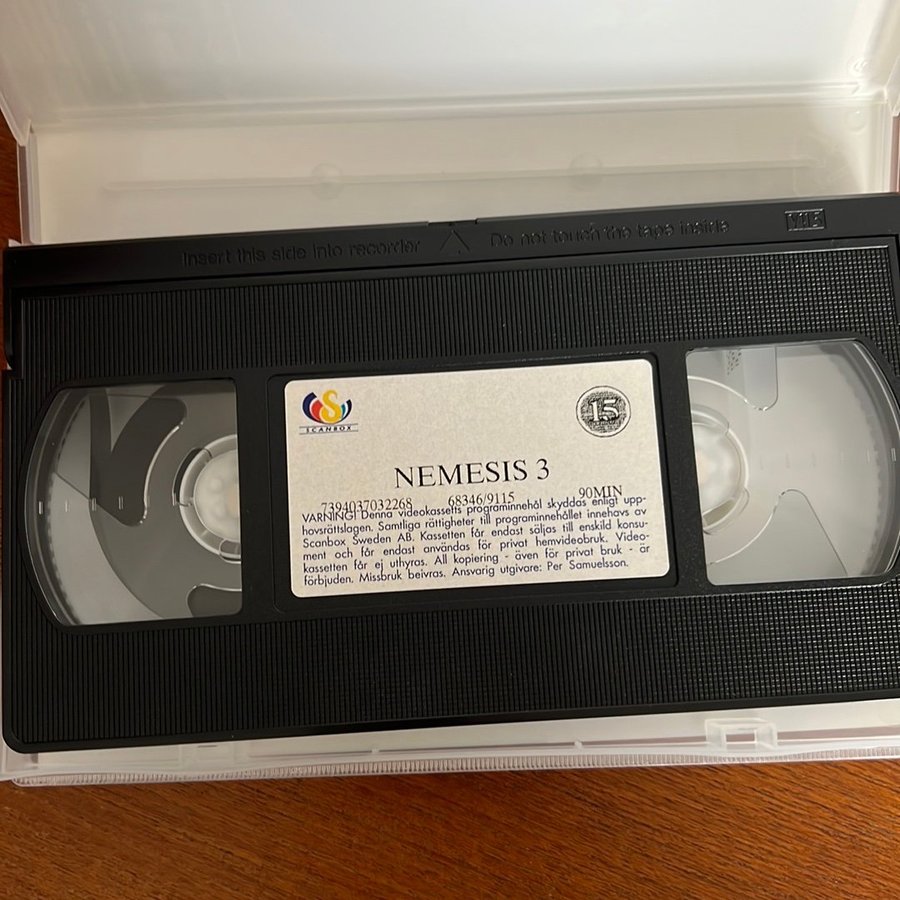 Insert this side into recorder Do not touch the tape inside VHS
S
SCANBOX
15
NEMESIS 3
7394037032268 68346/9115 90MIN
VARNING! Denna videokassetts programinnehål skyddas enligt upp-
hovsrättslagen. Samtliga rättigheter till programinnehållet innehavs av
Scanbox Sweden AB. Kassetten får endast säljas till enskild konsu-
ment och får endast användas för privat hemvideobruk. Video-
kassetten får ej uthyras. All kopiering - även för privat bruk - är
förbjuden. Missbruk beivras. Ansvarig utgivare: Per Samuelsson.